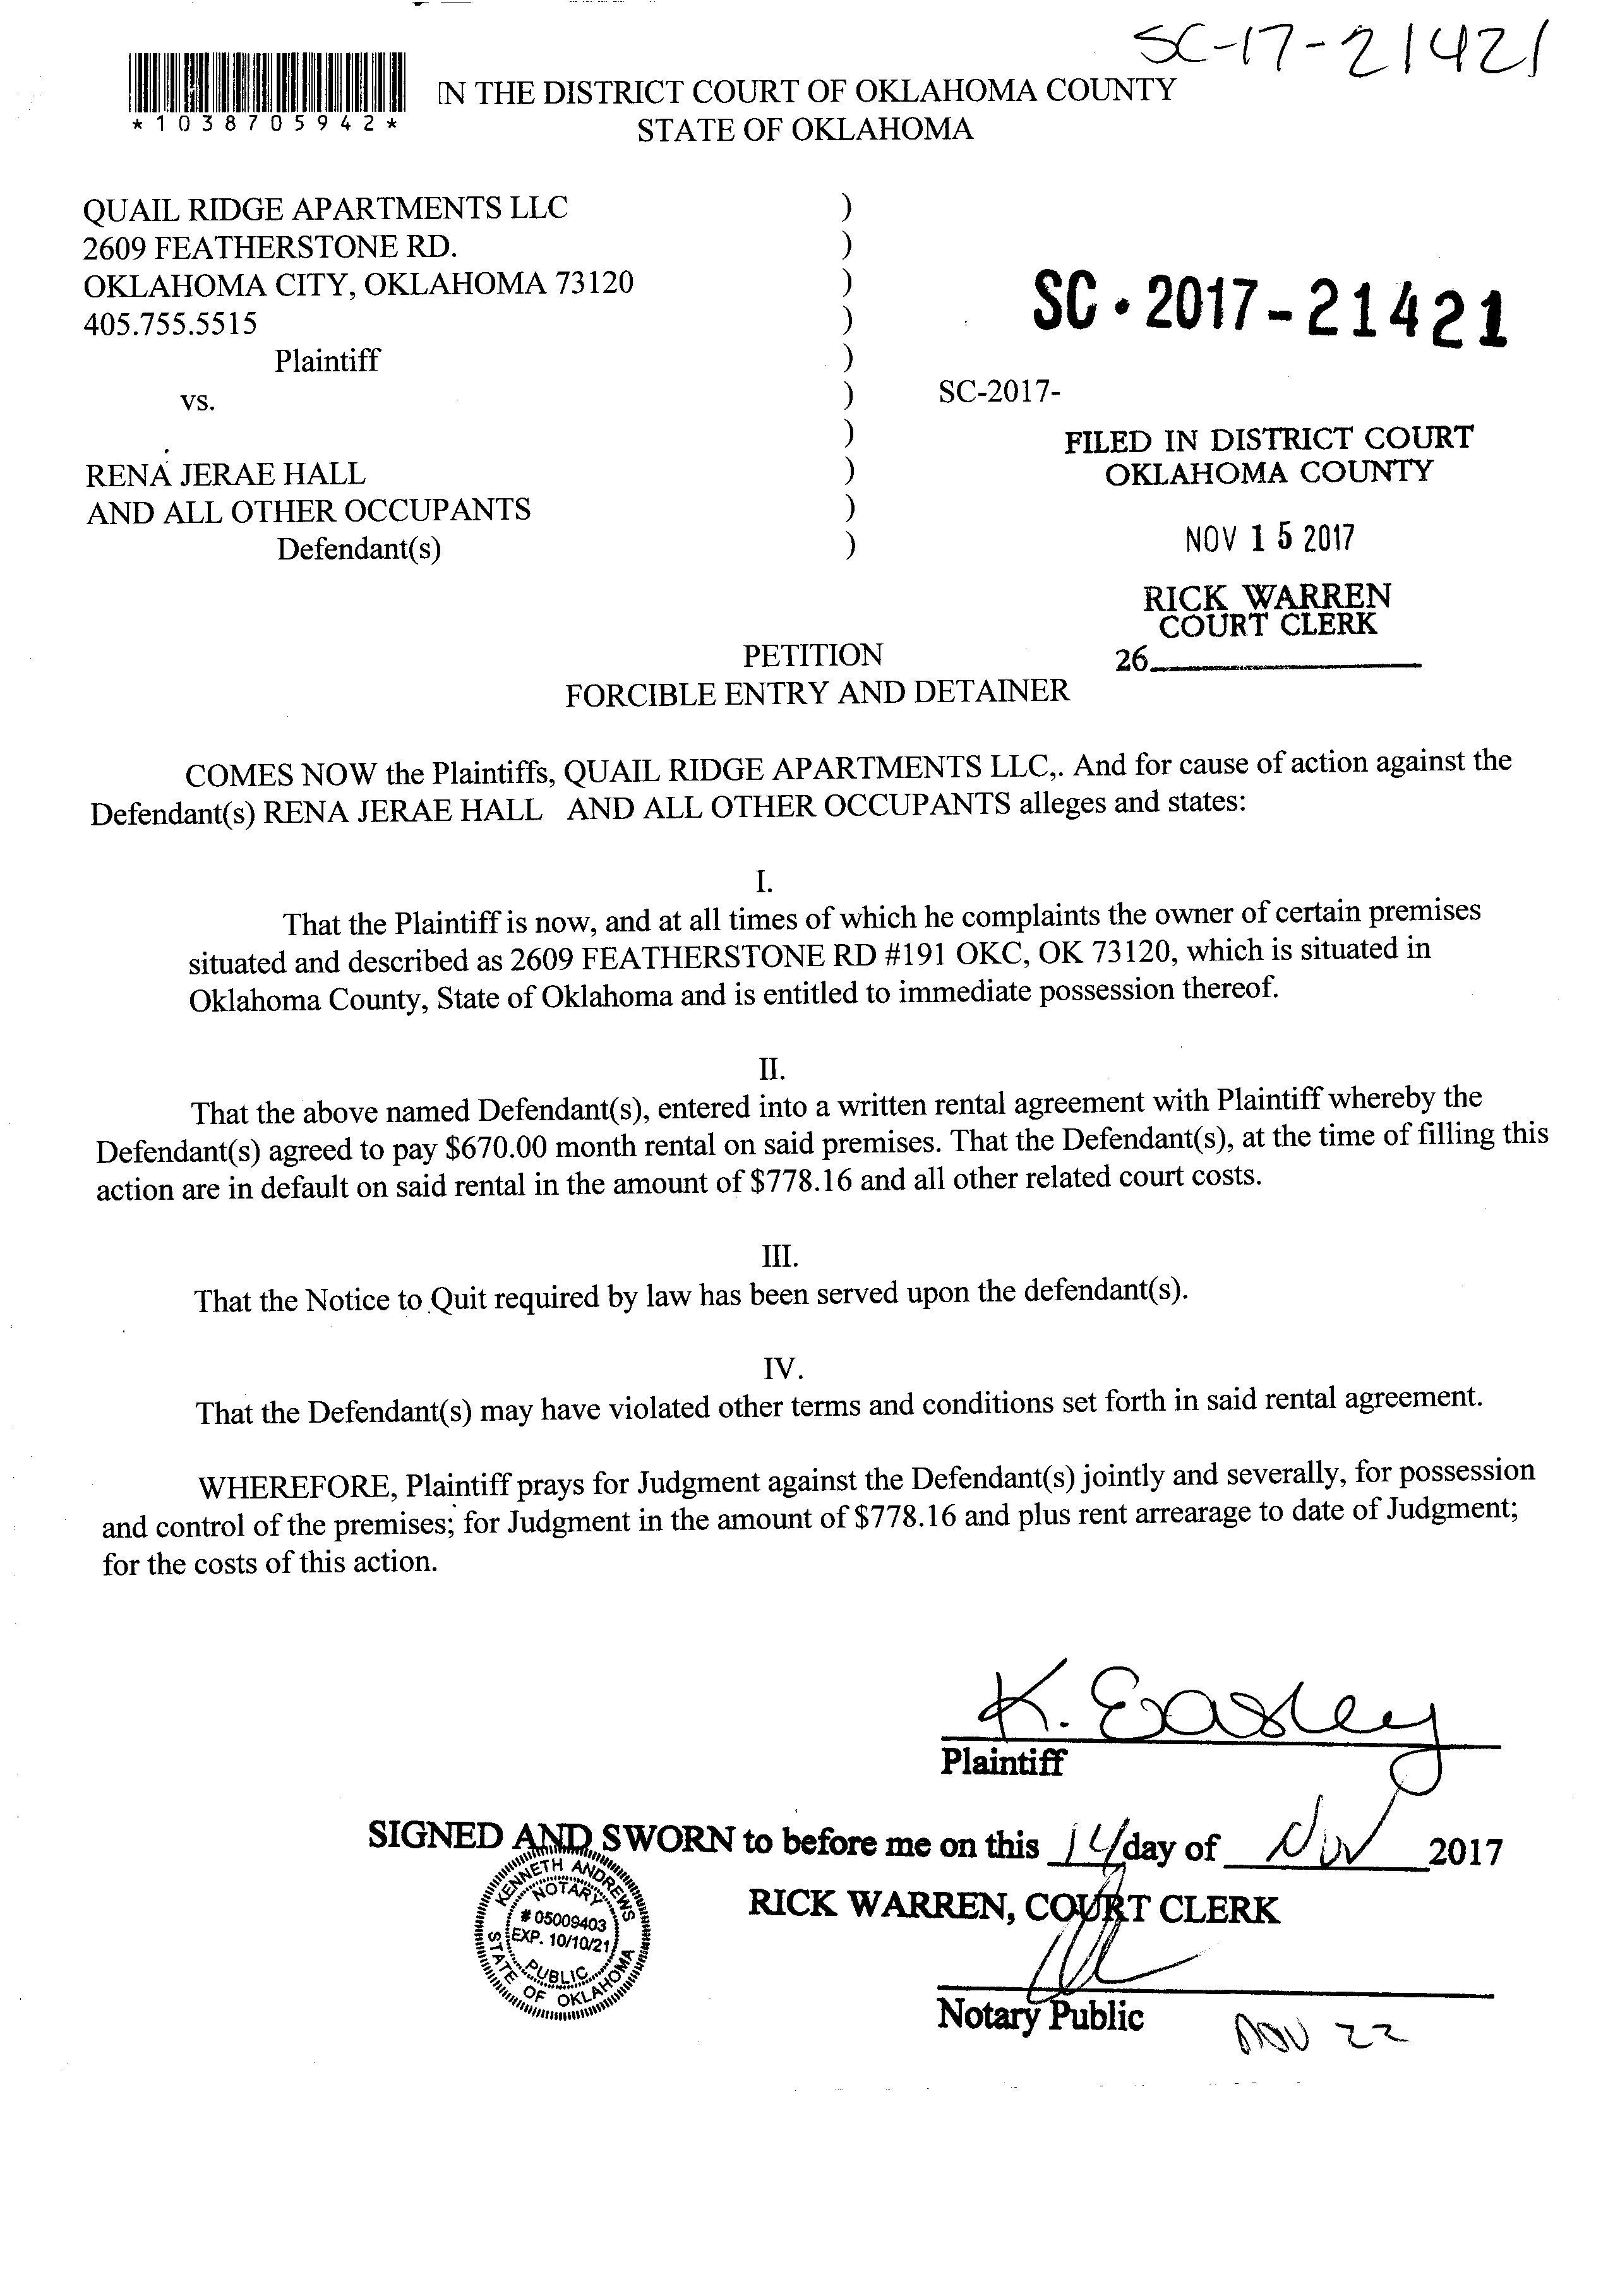 SC-17-21421
*1038705942*
IN THE DISTRICT COURT OF OKLAHOMA COUNTY
STATE OF OKLAHOMA
QUAIL RIDGE APARTMENTS LLC )
2609 FEATHERSTONE RD. )
OKLAHOMA CITY, OKLAHOMA 73120 )
405.755.5515 )
SC·2017-21421
Plaintiff )
vs. )
SC-2017-
)
FILED IN DISTRICT COURT
OKLAHOMA COUNTY
RENA JERAE HALL )
AND ALL OTHER OCCUPANTS )
Defendant(s) )
NOV 15 2017
RICK WARREN
COURT CLERK
26
PETITION
FORCIBLE ENTRY AND DETAINER
COMES NOW the Plaintiffs, QUAIL RIDGE APARTMENTS LLC,. And for cause of action against the
Defendant(s) RENA JERAE HALL AND ALL OTHER OCCUPANTS alleges and states:
I.
That the Plaintiff is now, and at all times of which he complaints the owner of certain premises
situated and described as 2609 FEATHERSTONE RD #191 OKC, OK 73120, which is situated in
Oklahoma County, State of Oklahoma and is entitled to immediate possession thereof.
II.
That the above named Defendant(s), entered into a written rental agreement with Plaintiff whereby the
Defendant(s) agreed to pay $670.00 month rental on said premises. That the Defendant(s), at the time of filling this
action are in default on said rental in the amount of $778.16 and all other related court costs.
III.
That the Notice to Quit required by law has been served upon the defendant(s).
IV.
That the Defendant(s) may have violated other terms and conditions set forth in said rental agreement.
WHEREFORE, Plaintiff prays for Judgment against the Defendant(s) jointly and severally, for possession
and control of the premises; for Judgment in the amount of $778.16 and plus rent arrearage to date of Judgment;
for the costs of this action.
K. Easley
Plaintiff
SIGNED AND SWORN to before me on this 14 day of Nov 2017
KENNETH ANDREWS
NOTARY
# 05009403
EXP. 10/10/21
PUBLIC
STATE OF OKLAHOMA
RICK WARREN, COURT CLERK
Notary Public
NOV 22